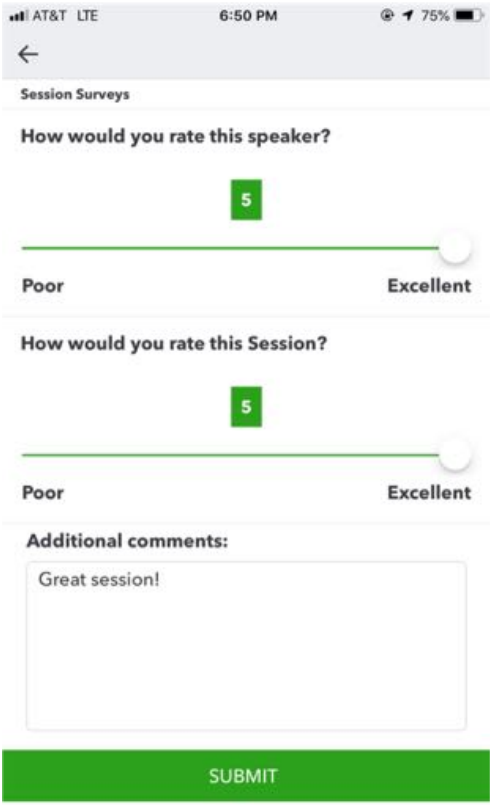 AT&T LTE 6:50 PM 75%
Session Surveys
How would you rate this speaker?
5
Poor Excellent
How would you rate this Session?
5
Poor Excellent
Additional comments:
Great session!
SUBMIT